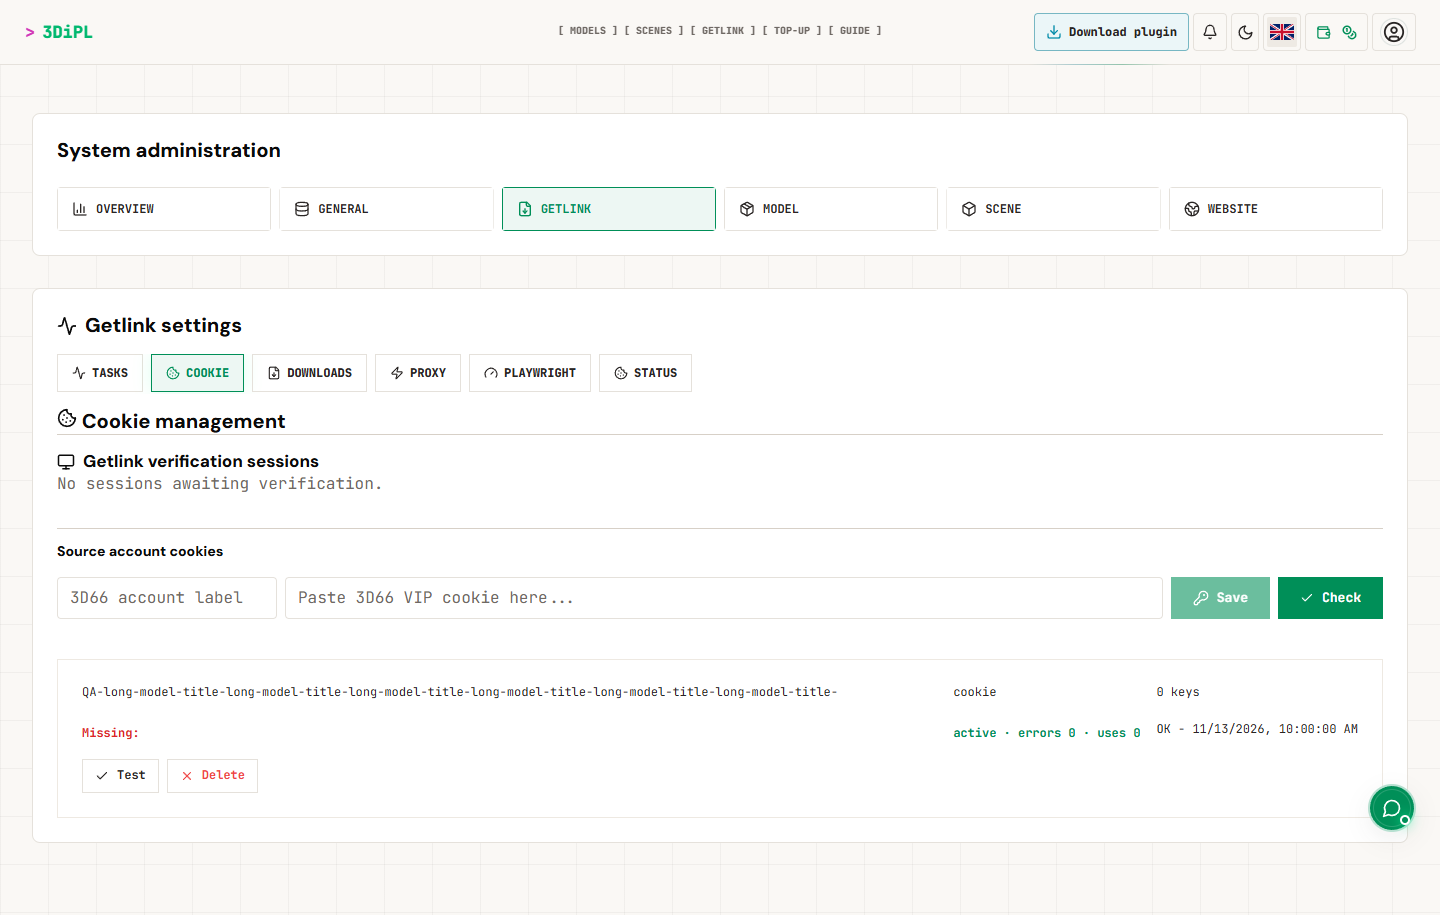 > 3DiPL
[ MODELS ] [ SCENES ] [ GETLINK ] [ TOP-UP ] [ GUIDE ]
Download plugin
System administration
OVERVIEW
GENERAL
GETLINK
MODEL
SCENE
WEBSITE
Getlink settings
TASKS
COOKIE
DOWNLOADS
PROXY
PLAYWRIGHT
STATUS
Cookie management
Getlink verification sessions
No sessions awaiting verification.
Source account cookies
3D66 account label
Paste 3D66 VIP cookie here...
Save
Check
QA-long-model-title-long-model-title-long-model-title-long-model-title-long-model-title-long-model-title-
cookie
0 keys
Missing:
active · errors 0 · uses 0
OK - 11/13/2026, 10:00:00 AM
Test
Delete